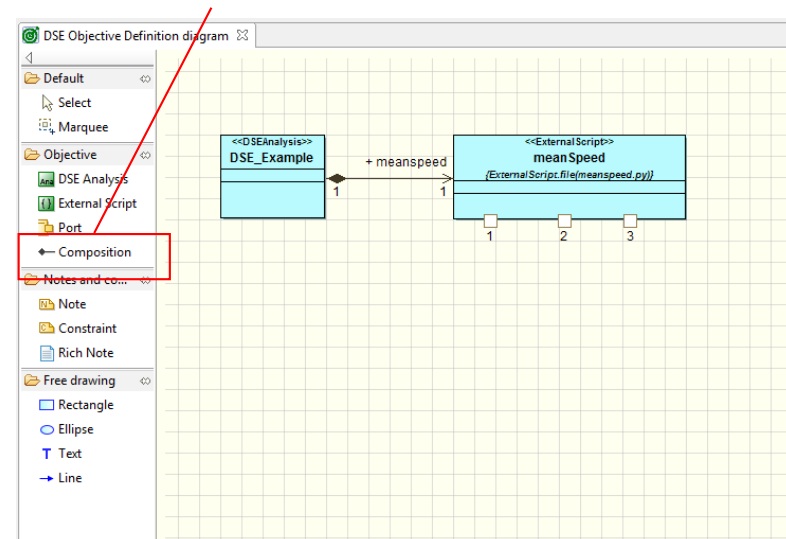 DSE Objective Definition diagram
Default
Select
Marquee
Objective
DSE Analysis
External Script
Port
Composition
Notes and co...
Note
Constraint
Rich Note
Free drawing
Rectangle
Ellipse
T Text
Line
<<DSEAnalysis>>
DSE_Example
+ meanspeed
1
1
<<ExternalScript>>
meanSpeed
{ExternalScript.file(meanspeed.py)}
1
2
3